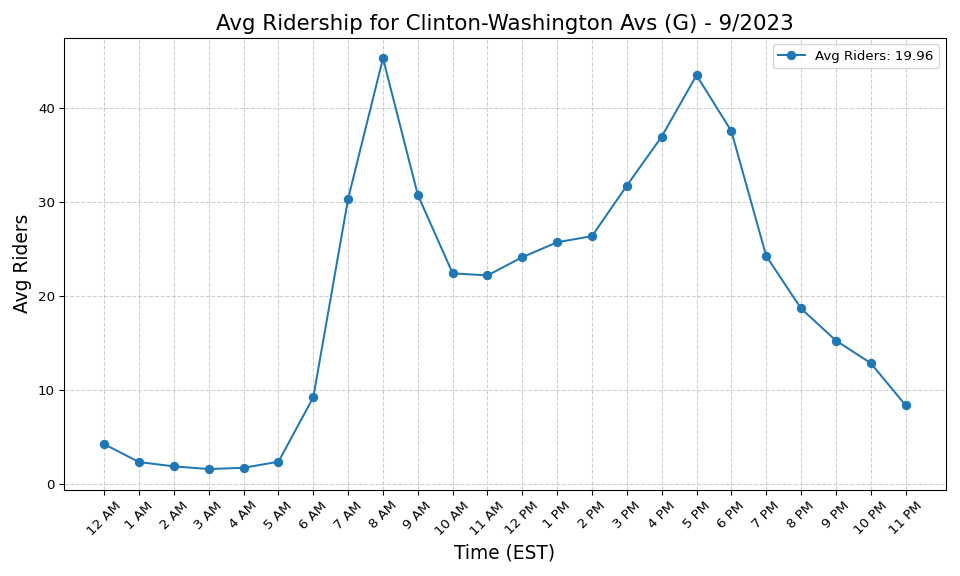 Avg Ridership for Clinton-Washington Avs (G) - 9/2023
Avg Riders: 19.96
Avg Riders
40
30
20
10
0
12 AM 1 AM 2 AM 3 AM 4 AM 5 AM 6 AM 7 AM 8 AM 9 AM 10 AM 11 AM 12 PM 1 PM 2 PM 3 PM 4 PM 5 PM 6 PM 7 PM 8 PM 9 PM 10 PM 11 PM
Time (EST)